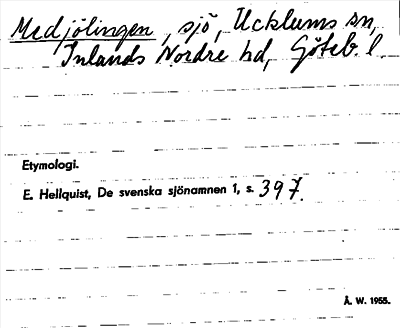 Medjölingen, sjö, Ucklums sn,
Inlands Nordre hd, Göteb. l.
Etymologi.
E. Hellquist, De svenska sjönamnen 1, s. 397.
Å. W. 1955.